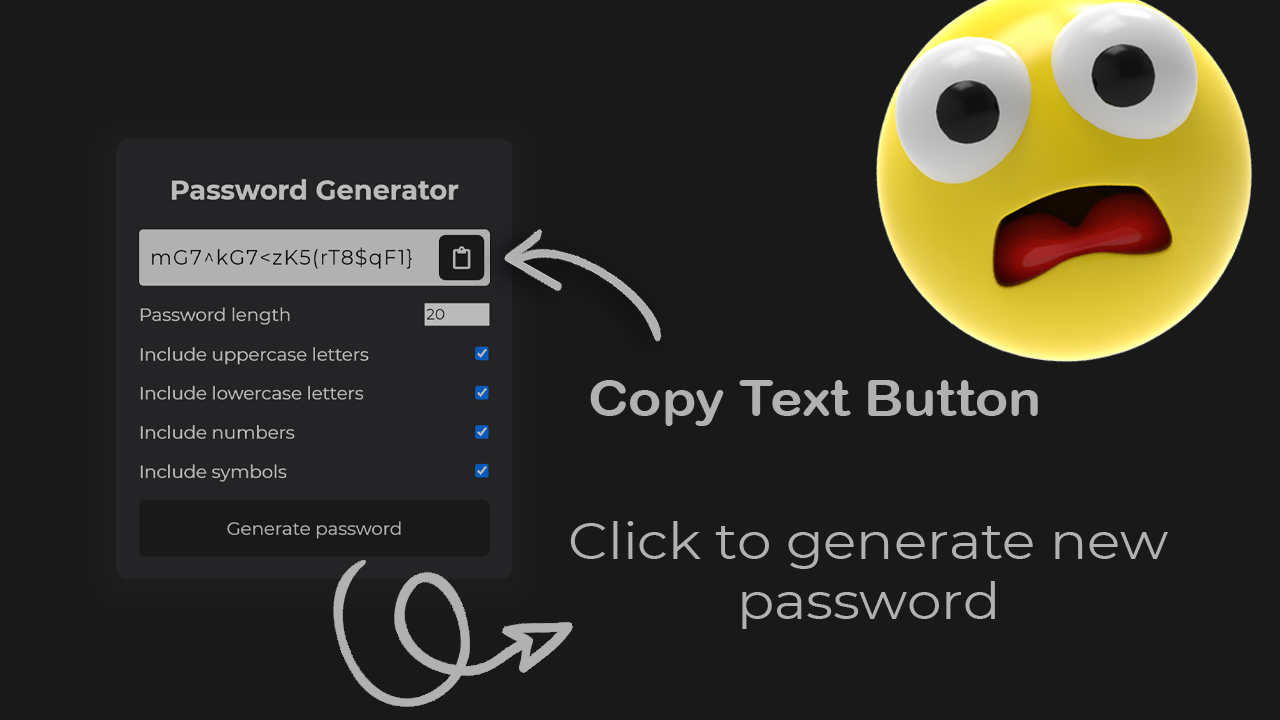 Password Generator
mG7^kG7<zK5(rT8$qF1}
Password length 20
Include uppercase letters
Include lowercase letters
Include numbers
Include symbols
Generate password
Copy Text Button
Click to generate new
password